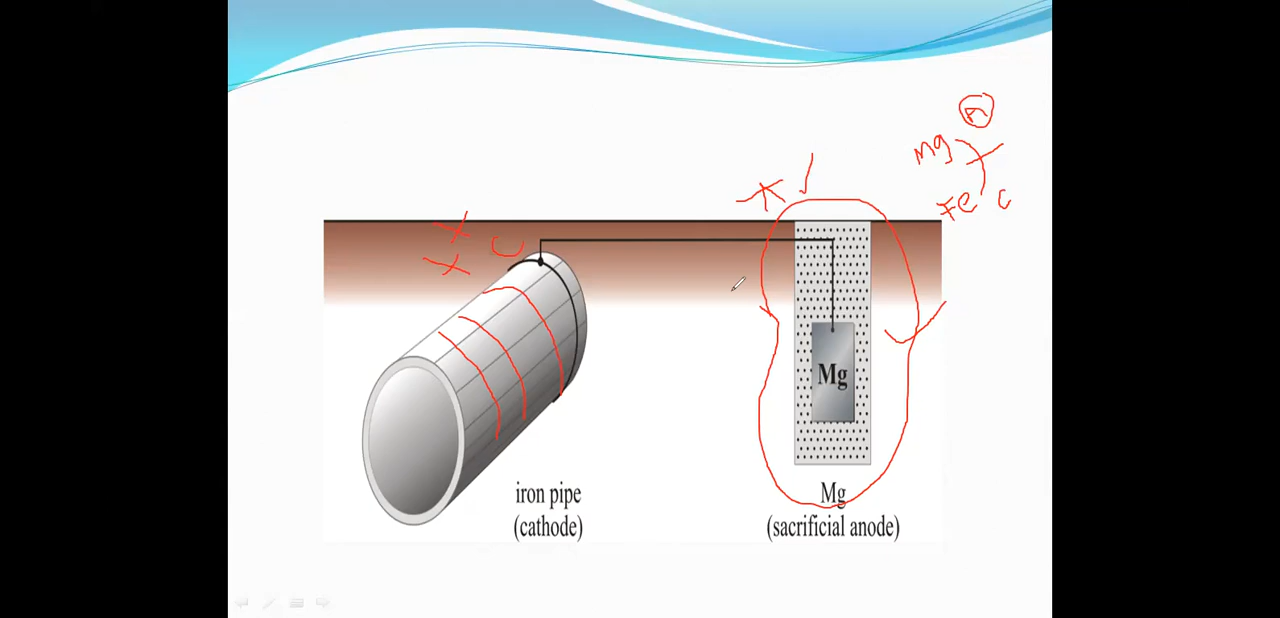 A
Mg
Fe C
C
Mg
iron pipe
(cathode)
Mg
(sacrificial anode)